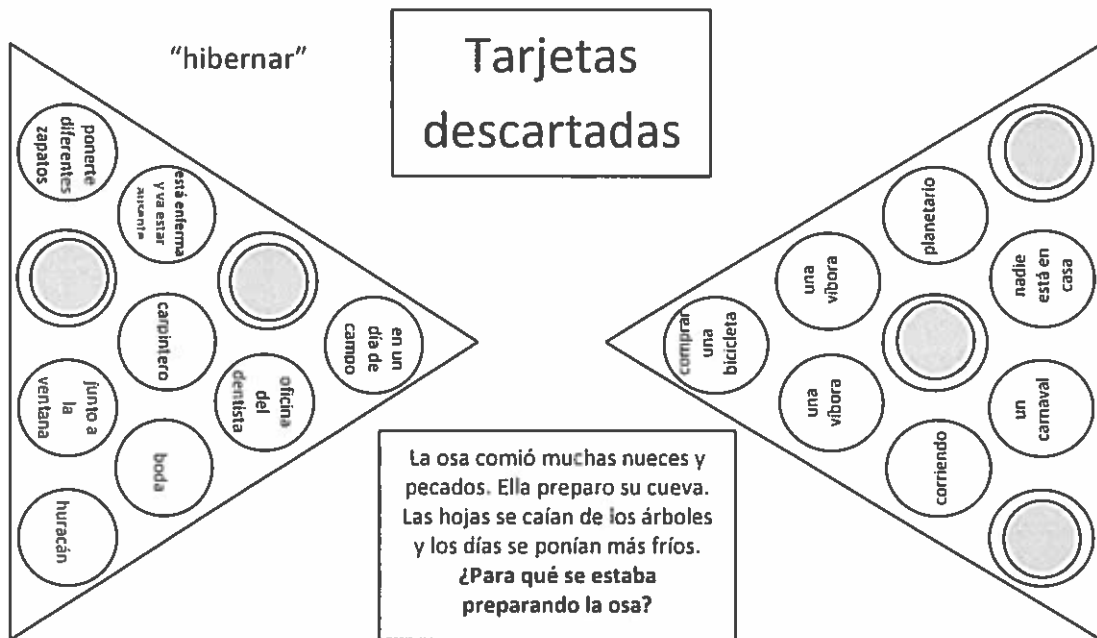 "hibernar"
Tarjetas
descartadas
ponerte
diferentes
zapatos
está enferma
y va estar
ausente
carpintero
junto a
la
ventana
boda
huracán
en un
día de
campo
oficina
del
dentista
La osa comió muchas nueces y
pecados. Ella preparo su cueva.
Las hojas se caían de los árboles
y los días se ponían más fríos.
¿Para qué se estaba
preparando la osa?
comprar
una
bicicleta
una
víbora
una
víbora
planetario
corriendo
nadie
está en
casa
un
carnaval